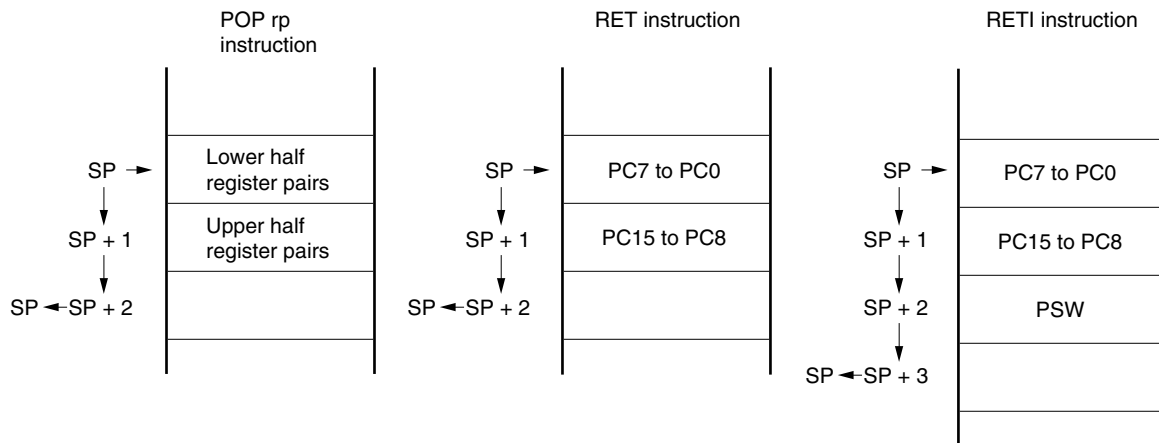 POP rp
instruction
RET instruction
RETI instruction
SP
Lower half
register pairs
SP + 1
Upper half
register pairs
SP
SP + 2
SP
PC7 to PC0
SP + 1
PC15 to PC8
SP
SP + 2
SP
PC7 to PC0
SP + 1
PC15 to PC8
SP + 2
PSW
SP
SP + 3